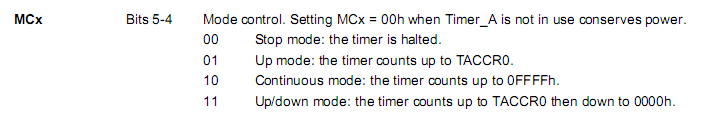 MCx Bits 5-4 Mode control. Setting MCx = 00h when Timer_A is not in use conserves power.
00 Stop mode: the timer is halted.
01 Up mode: the timer counts up to TACCR0.
10 Continuous mode: the timer counts up to 0FFFFh.
11 Up/down mode: the timer counts up to TACCR0 then down to 0000h.